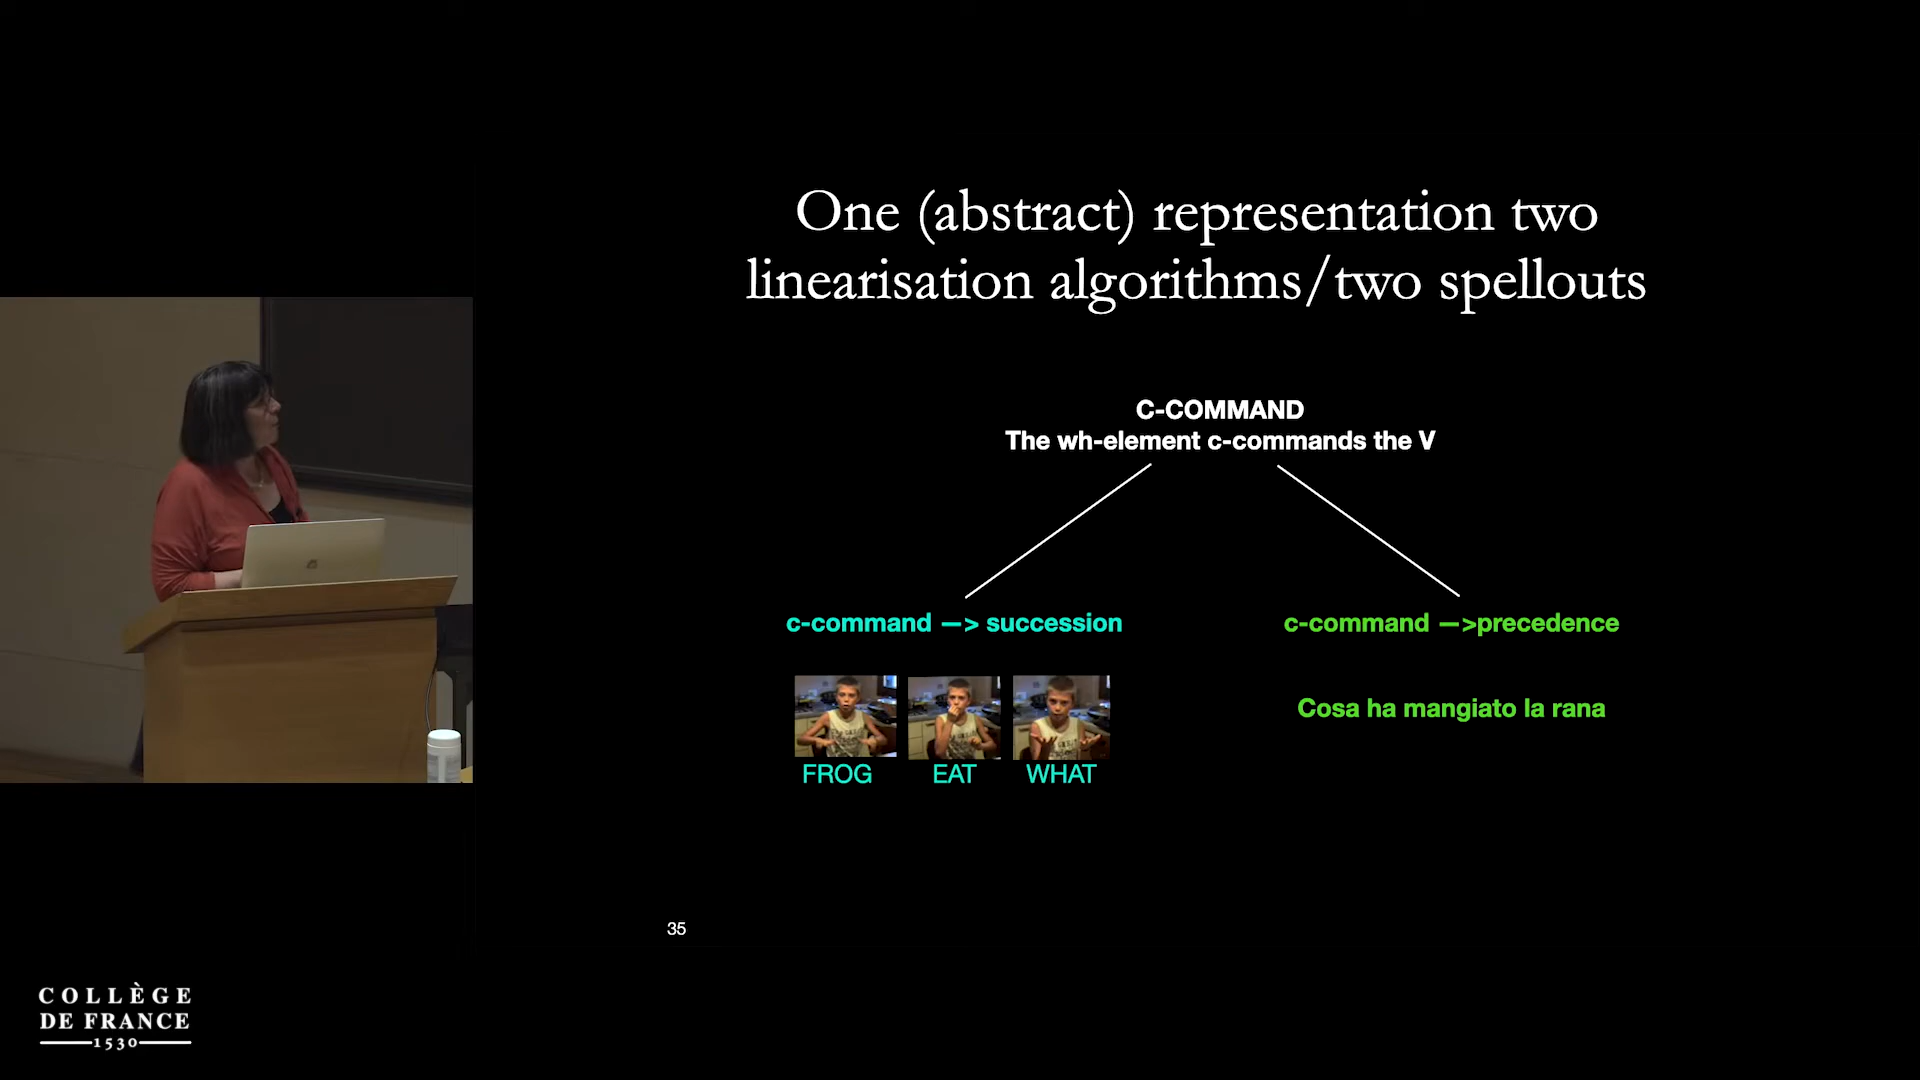 One (abstract) representation two
linearisation algorithms/two spellouts
C-COMMAND
The wh-element c-commands the V
c-command —> succession
c-command —>precedence
FROG EAT WHAT
Cosa ha mangiato la rana
35
COLLÈGE
DE FRANCE
1530